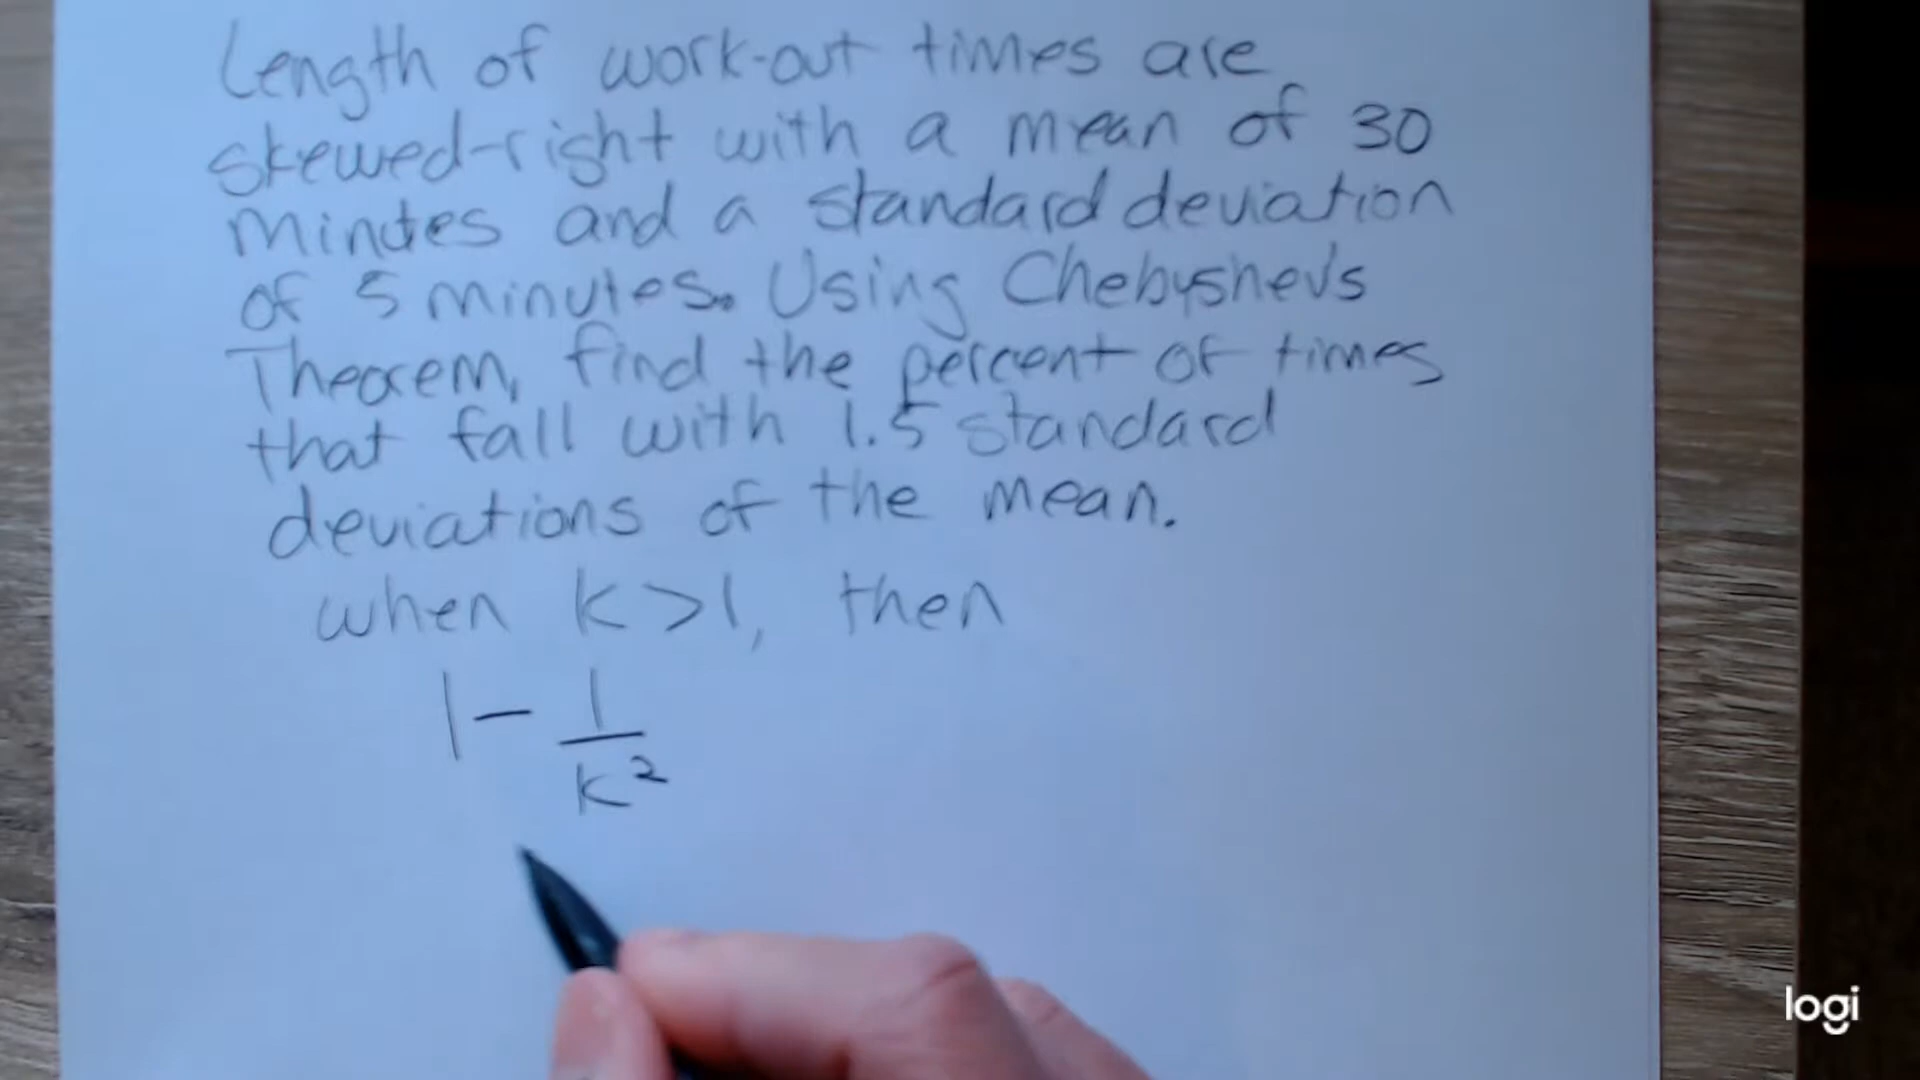 Length of work-out times are
skewed-right with a mean of 30
minutes and a standard deviation
of 5 minutes. Using Chebyshev's
Theorem, find the percent of times
that fall with 1.5 standard
deviations of the mean.
when k>1, then
1 - 1/k²
logi